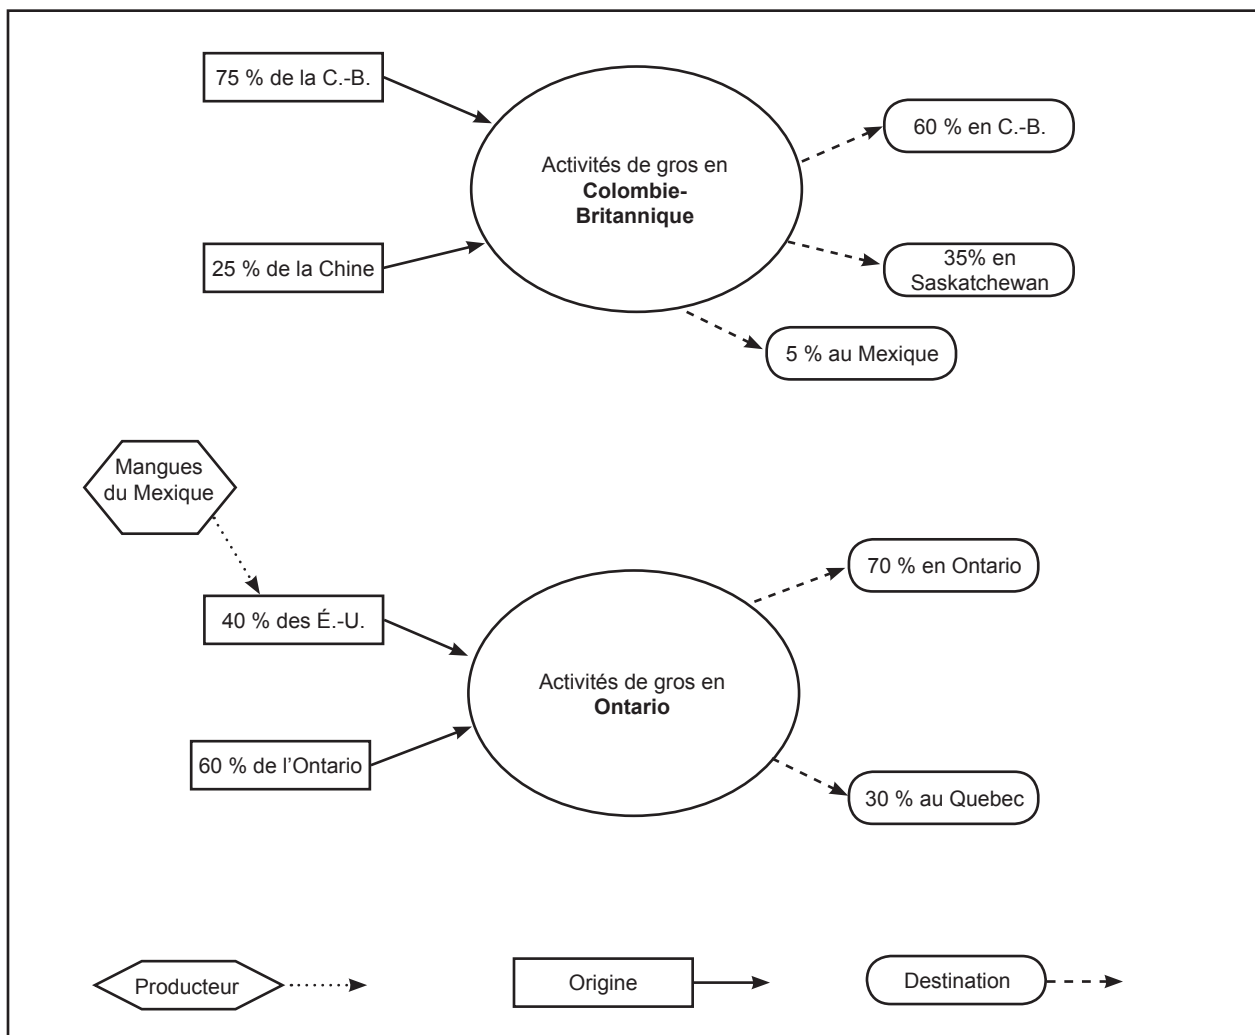 75 % de la C.-B.
25 % de la Chine
Activités de gros en
Colombie-
Britannique
60 % en C.-B.
35% en
Saskatchewan
5 % au Mexique
Mangues
du Mexique
40 % des É.-U.
60 % de l’Ontario
Activités de gros en
Ontario
70 % en Ontario
30 % au Quebec
Producteur
Origine
Destination